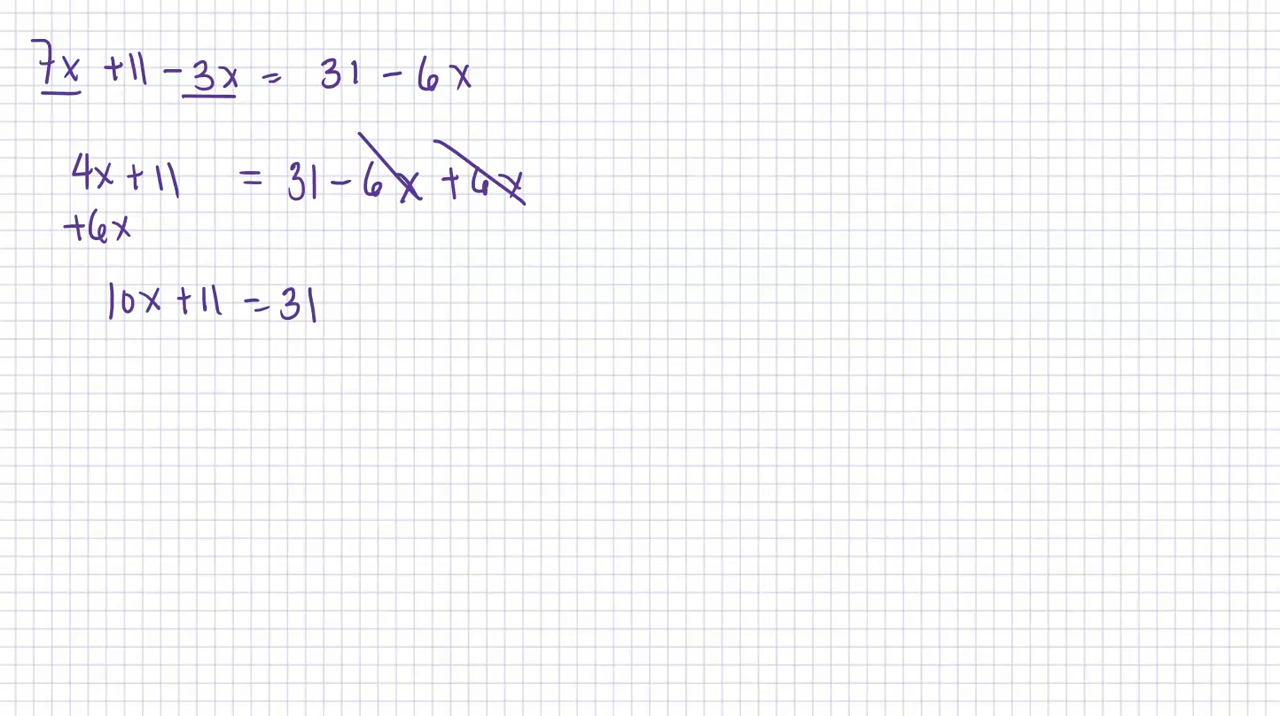 7x + 11 - 3x = 31 - 6x
4x + 11 = 31 - 6x + 6x
+6x
10x + 11 = 31